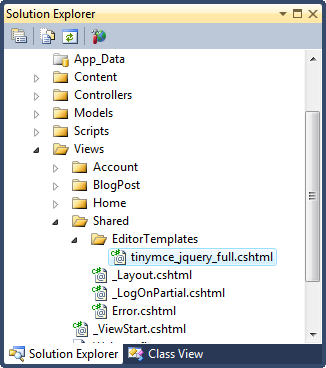 Solution Explorer
App_Data
Content
Controllers
Models
Scripts
Views
Account
BlogPost
Home
Shared
EditorTemplates
tinymce_jquery_full.cshtml
_Layout.cshtml
_LogOnPartial.cshtml
Error.cshtml
_ViewStart.cshtml
Solution Explorer Class View